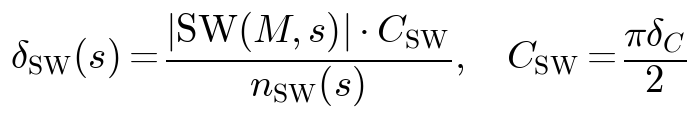 δ_SW(s) = |SW(M, s)| · C_SW / n_SW(s), C_SW = πδ_C / 2